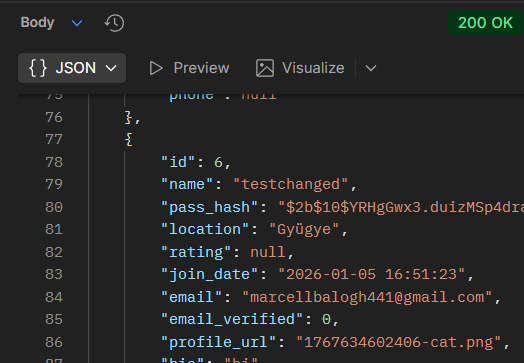 Body 200 OK
{} JSON Preview Visualize
75 "phone": null
76 },
77 {
78 "id": 6,
79 "name": "testchanged",
80 "pass_hash": "$2b$10$YRHgGwx3.duizMSp4dra
81 "location": "Gyügye",
82 "rating": null,
83 "join_date": "2026-01-05 16:51:23",
84 "email": "marcellbalogh441@gmail.com",
85 "email_verified": 0,
86 "profile_url": "1767634602406-cat.png",
87 "bio": "hi"